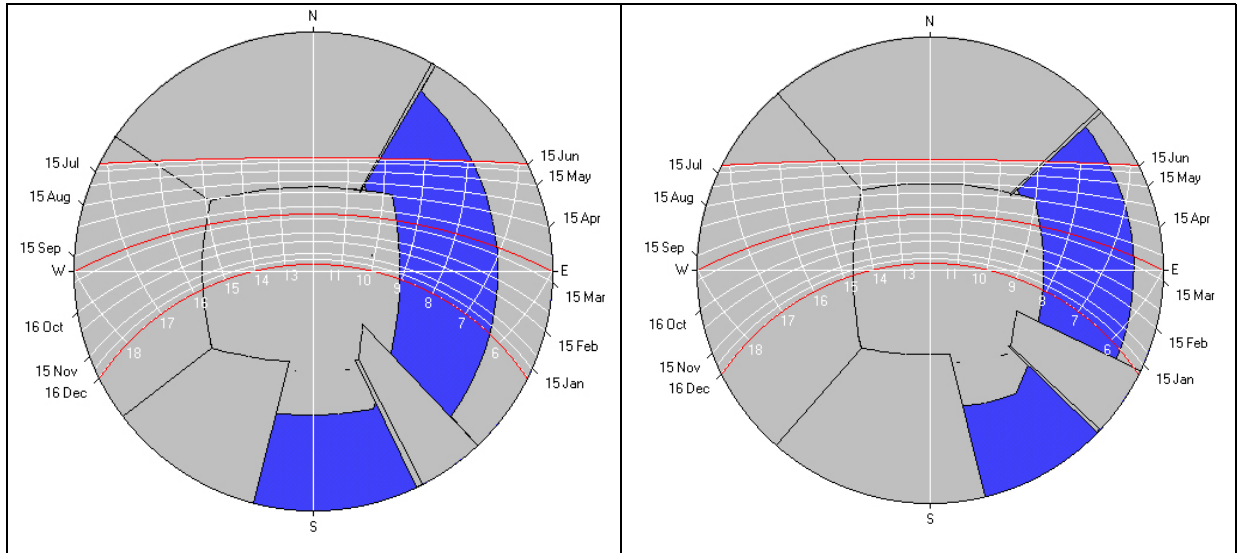 N
15 Jul
15 Jun
15 May
15 Aug
15 Apr
15 Sep
W
E
15 Mar
16 Oct
15 Feb
15 Nov
15 Jan
16 Dec
18
17
16
15
14
13
11
10
9
8
7
6
S
N
15 Jul
15 Jun
15 May
15 Aug
15 Apr
15 Sep
W
E
15 Mar
16 Oct
15 Feb
15 Nov
15 Jan
16 Dec
18
17
16
15
14
13
11
10
9
8
7
6
S